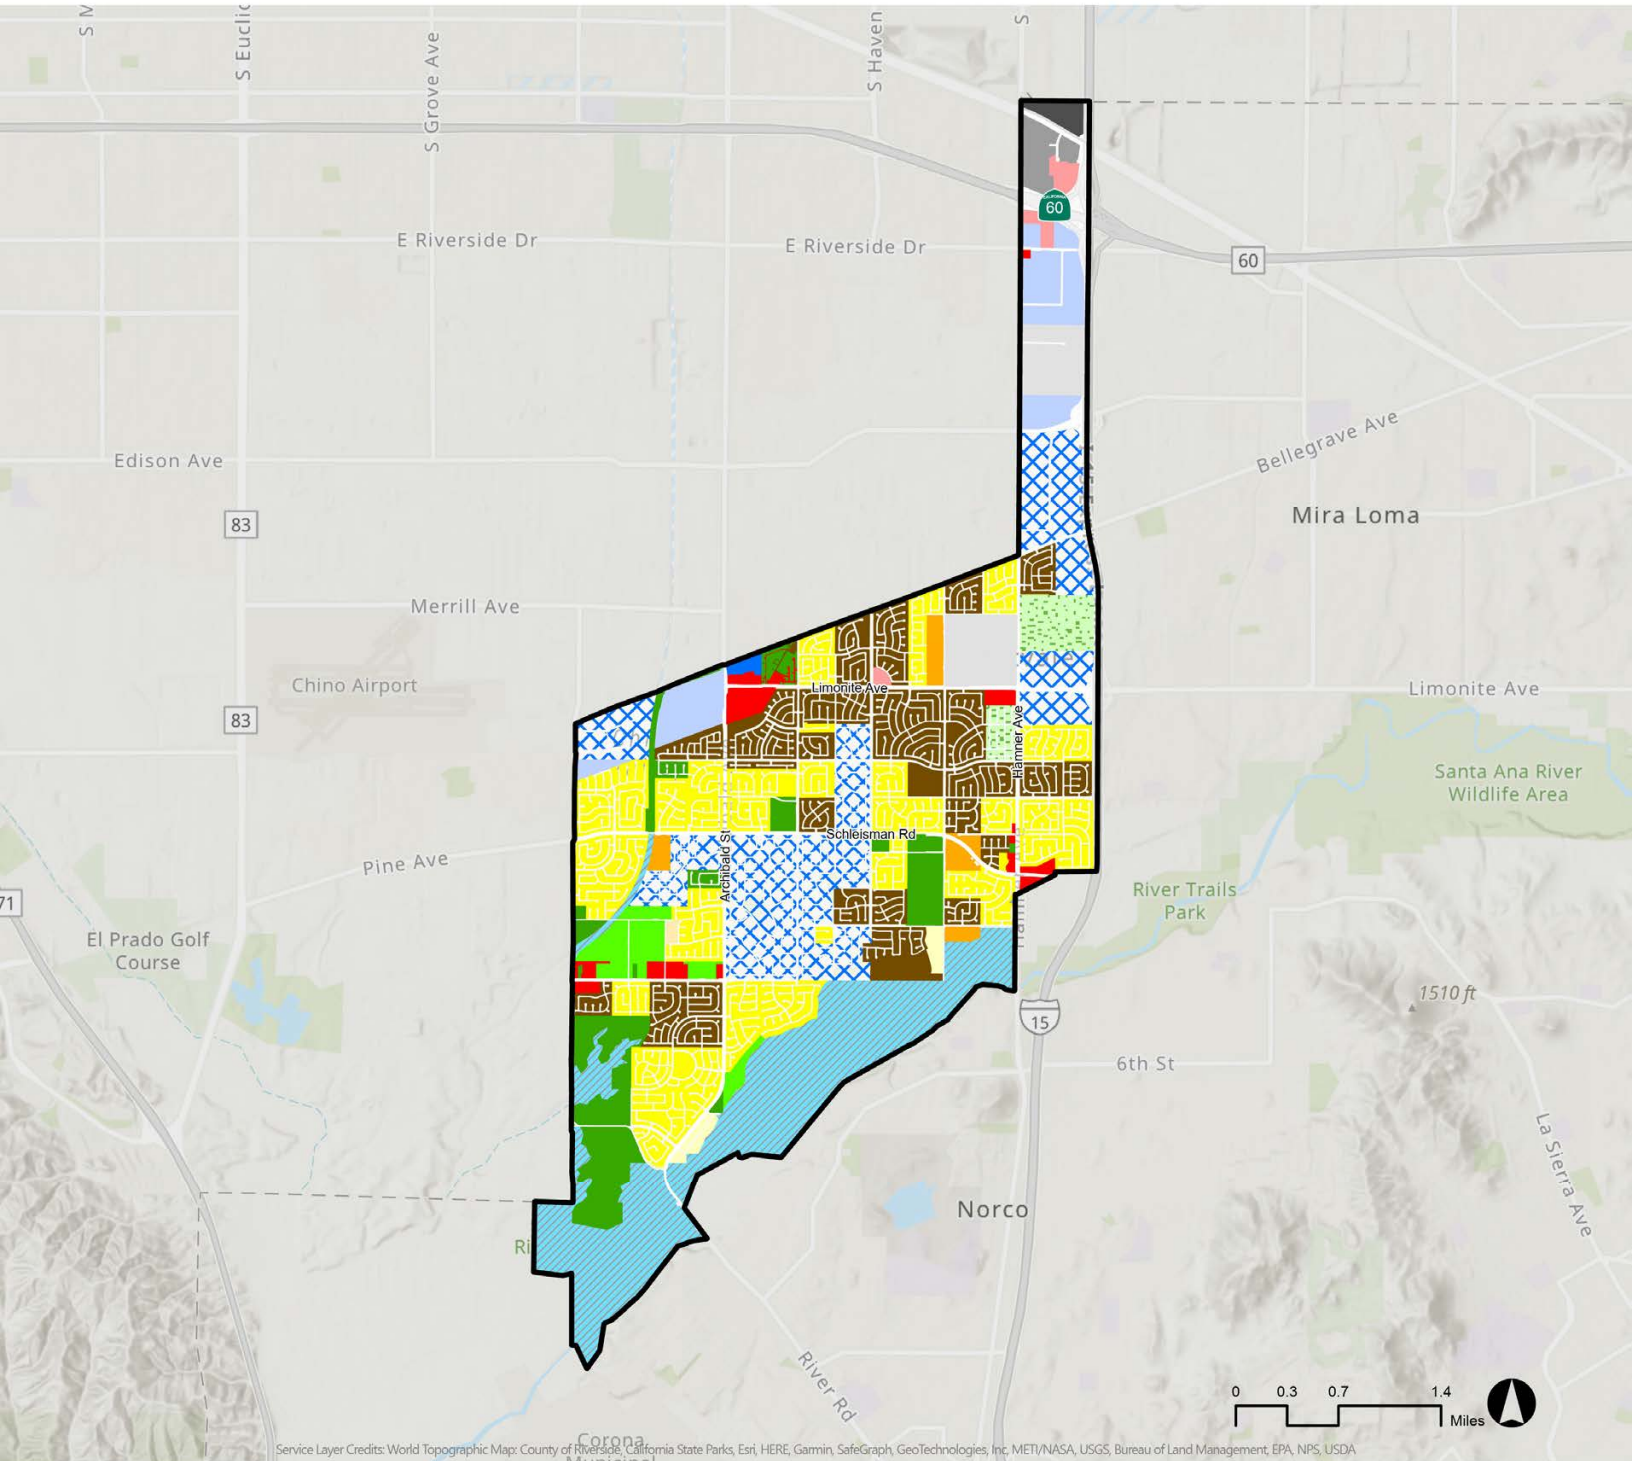 S Euclid
S Grove Ave
S Haven
S
60
E Riverside Dr
E Riverside Dr
60
Bellegrave Ave
Edison Ave
83
Mira Loma
Merrill Ave
Chino Airport
Limonite Ave
Limonite Ave
83
Hamner Ave
Santa Ana River
Wildlife Area
Schleisman Rd
Archibald St
Pine Ave
71
River Trails
Park
El Prado Golf
Course
1510 ft
15
6th St
La Sierra Ave
Norco
Ri
River Rd
0 0.3 0.7 1.4
Miles
Corona
Municipal
Service Layer Credits: World Topographic Map: County of Riverside, California State Parks, Esri, HERE, Garmin, SafeGraph, GeoTechnologies, Inc, METI/NASA, USGS, Bureau of Land Management, EPA, NPS, USDA